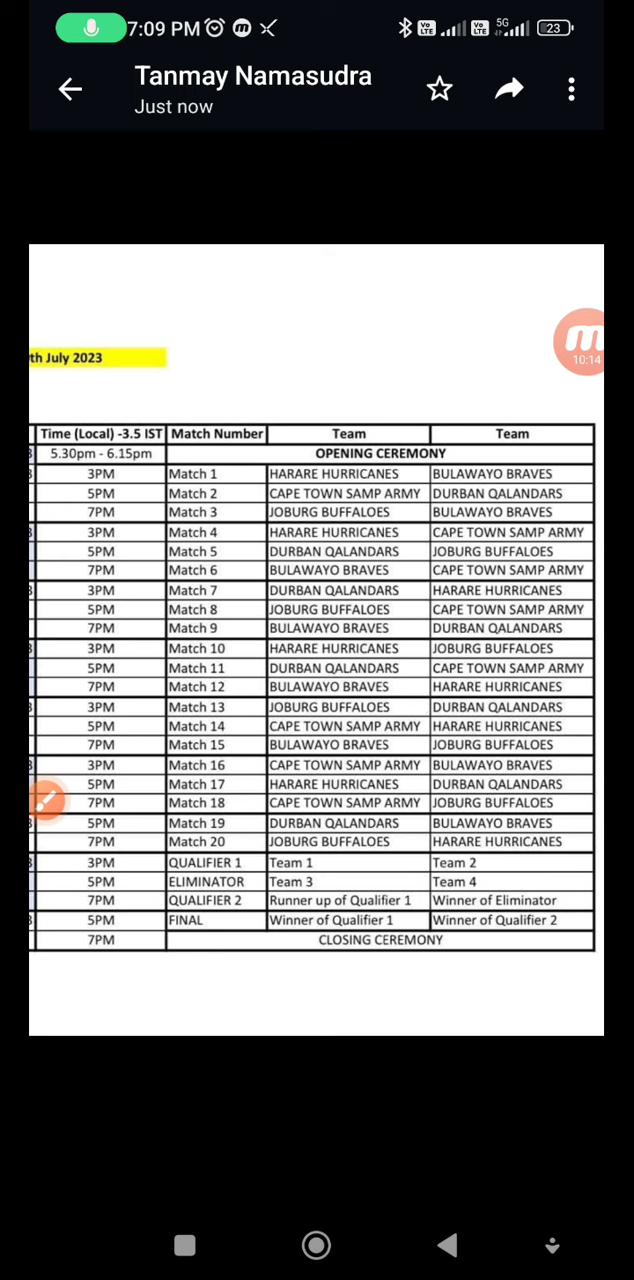 7:09 PM
Vo LTE
Vo LTE
5G
23
Tanmay Namasudra
Just now
th July 2023
10:14
Time (Local) -3.5 IST Match Number Team Team
5.30pm - 6.15pm OPENING CEREMONY
3PM Match 1 HARARE HURRICANES BULAWAYO BRAVES
5PM Match 2 CAPE TOWN SAMP ARMY DURBAN QALANDARS
7PM Match 3 JOBURG BUFFALOES BULAWAYO BRAVES
3PM Match 4 HARARE HURRICANES CAPE TOWN SAMP ARMY
5PM Match 5 DURBAN QALANDARS JOBURG BUFFALOES
7PM Match 6 BULAWAYO BRAVES CAPE TOWN SAMP ARMY
3PM Match 7 DURBAN QALANDARS HARARE HURRICANES
5PM Match 8 JOBURG BUFFALOES CAPE TOWN SAMP ARMY
7PM Match 9 BULAWAYO BRAVES DURBAN QALANDARS
3PM Match 10 HARARE HURRICANES JOBURG BUFFALOES
5PM Match 11 DURBAN QALANDARS CAPE TOWN SAMP ARMY
7PM Match 12 BULAWAYO BRAVES HARARE HURRICANES
3PM Match 13 JOBURG BUFFALOES DURBAN QALANDARS
5PM Match 14 CAPE TOWN SAMP ARMY HARARE HURRICANES
7PM Match 15 BULAWAYO BRAVES JOBURG BUFFALOES
3PM Match 16 CAPE TOWN SAMP ARMY BULAWAYO BRAVES
5PM Match 17 HARARE HURRICANES DURBAN QALANDARS
7PM Match 18 CAPE TOWN SAMP ARMY JOBURG BUFFALOES
5PM Match 19 DURBAN QALANDARS BULAWAYO BRAVES
7PM Match 20 JOBURG BUFFALOES HARARE HURRICANES
3PM QUALIFIER 1 Team 1 Team 2
5PM ELIMINATOR Team 3 Team 4
7PM QUALIFIER 2 Runner up of Qualifier 1 Winner of Eliminator
5PM FINAL Winner of Qualifier 1 Winner of Qualifier 2
7PM CLOSING CEREMONY